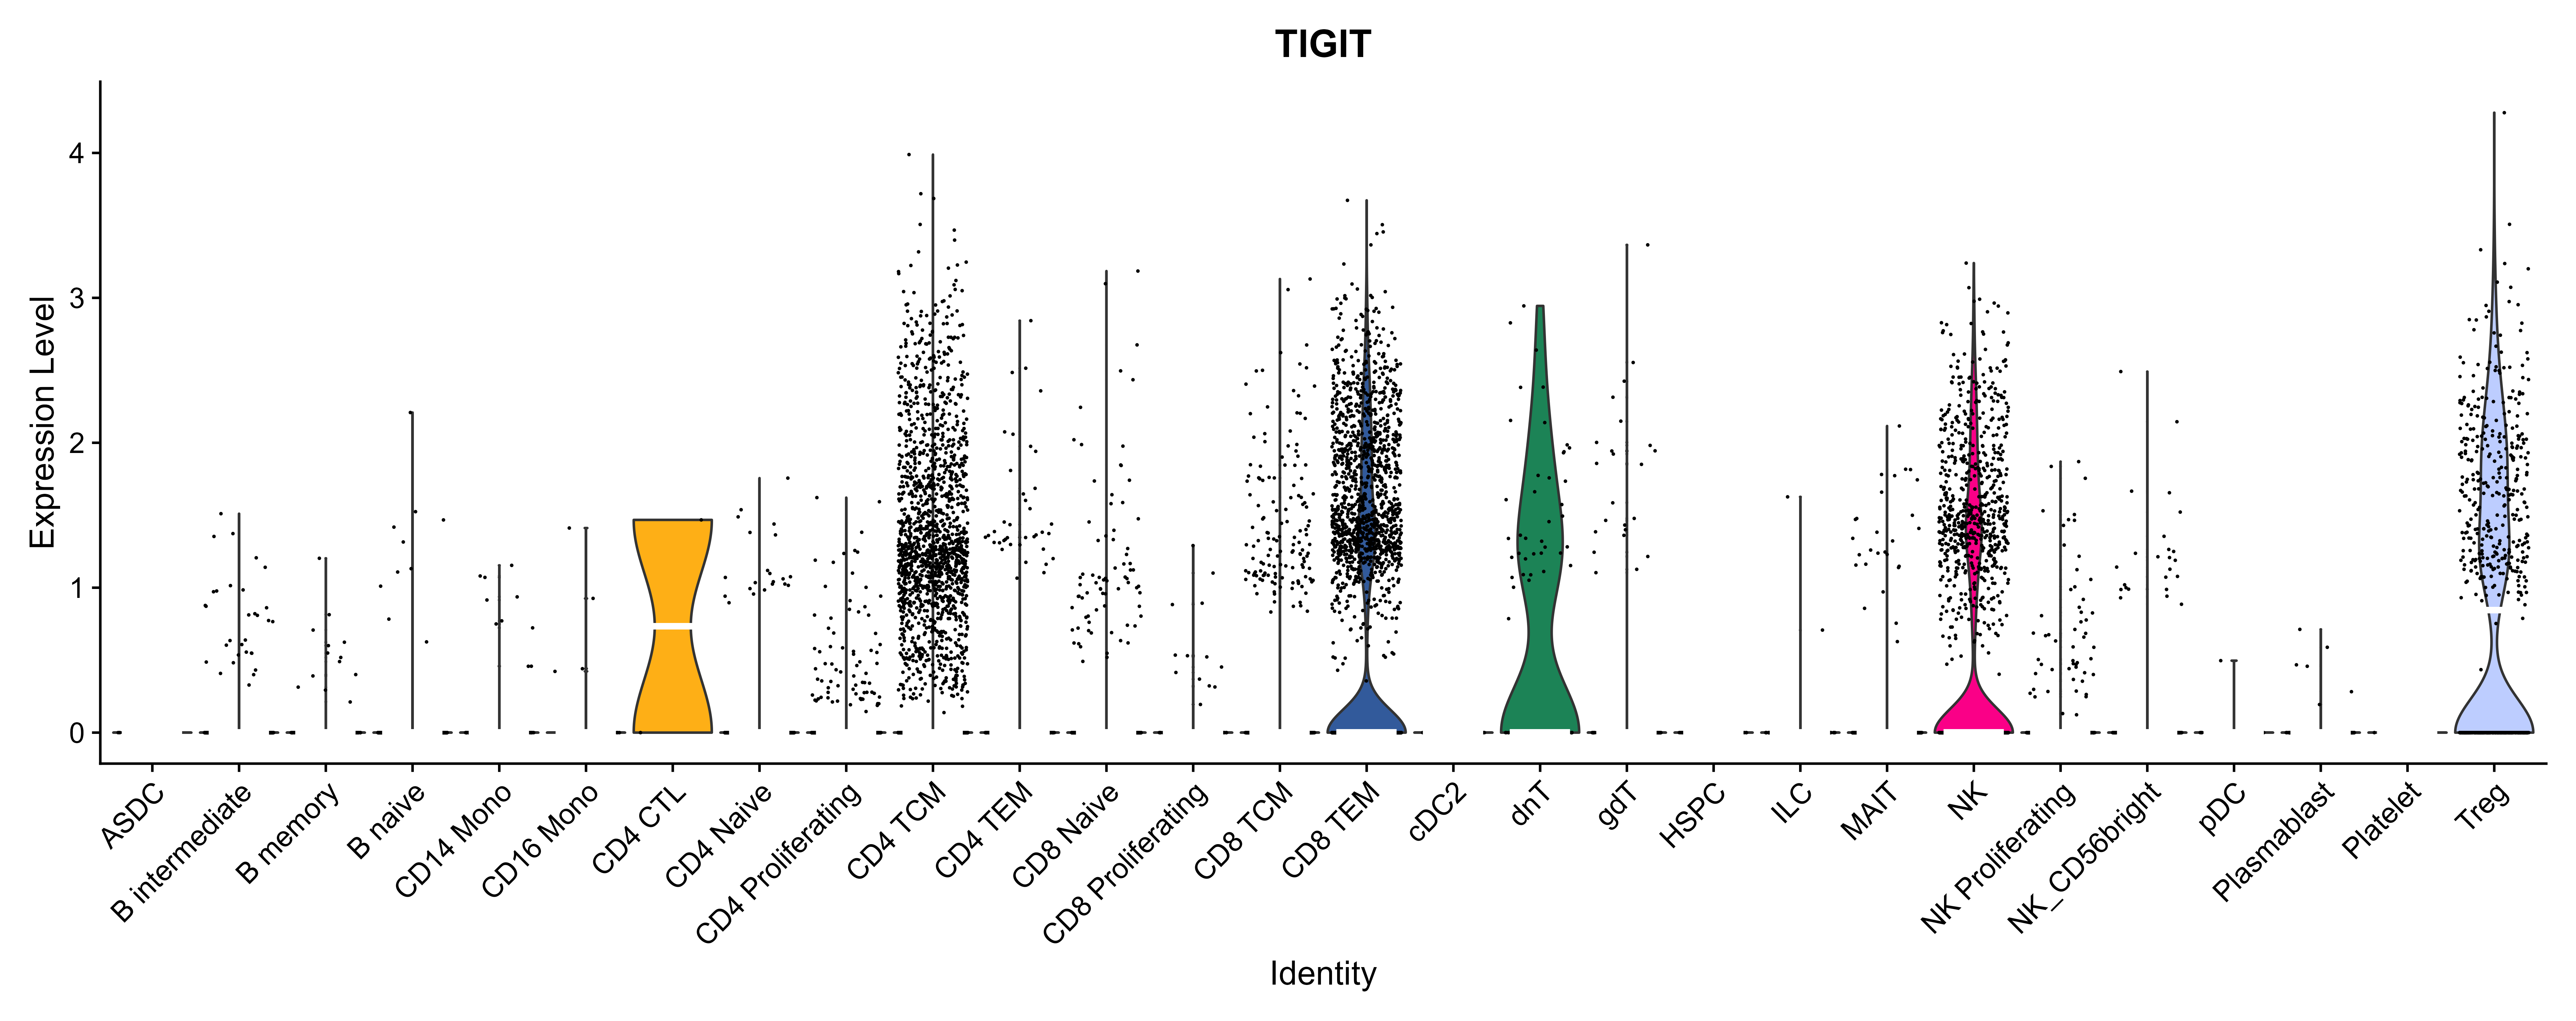 TIGIT
Expression Level
4
3
2
1
0
ASDC
B intermediate
B memory
B naive
CD14 Mono
CD16 Mono
CD4 CTL
CD4 Naive
CD4 Proliferating
CD4 TCM
CD4 TEM
CD8 Naive
CD8 Proliferating
CD8 TCM
CD8 TEM
cDC2
dnT
gdT
HSPC
ILC
MAIT
NK
NK Proliferating
NK_CD56bright
pDC
Plasmablast
Platelet
Treg
Identity